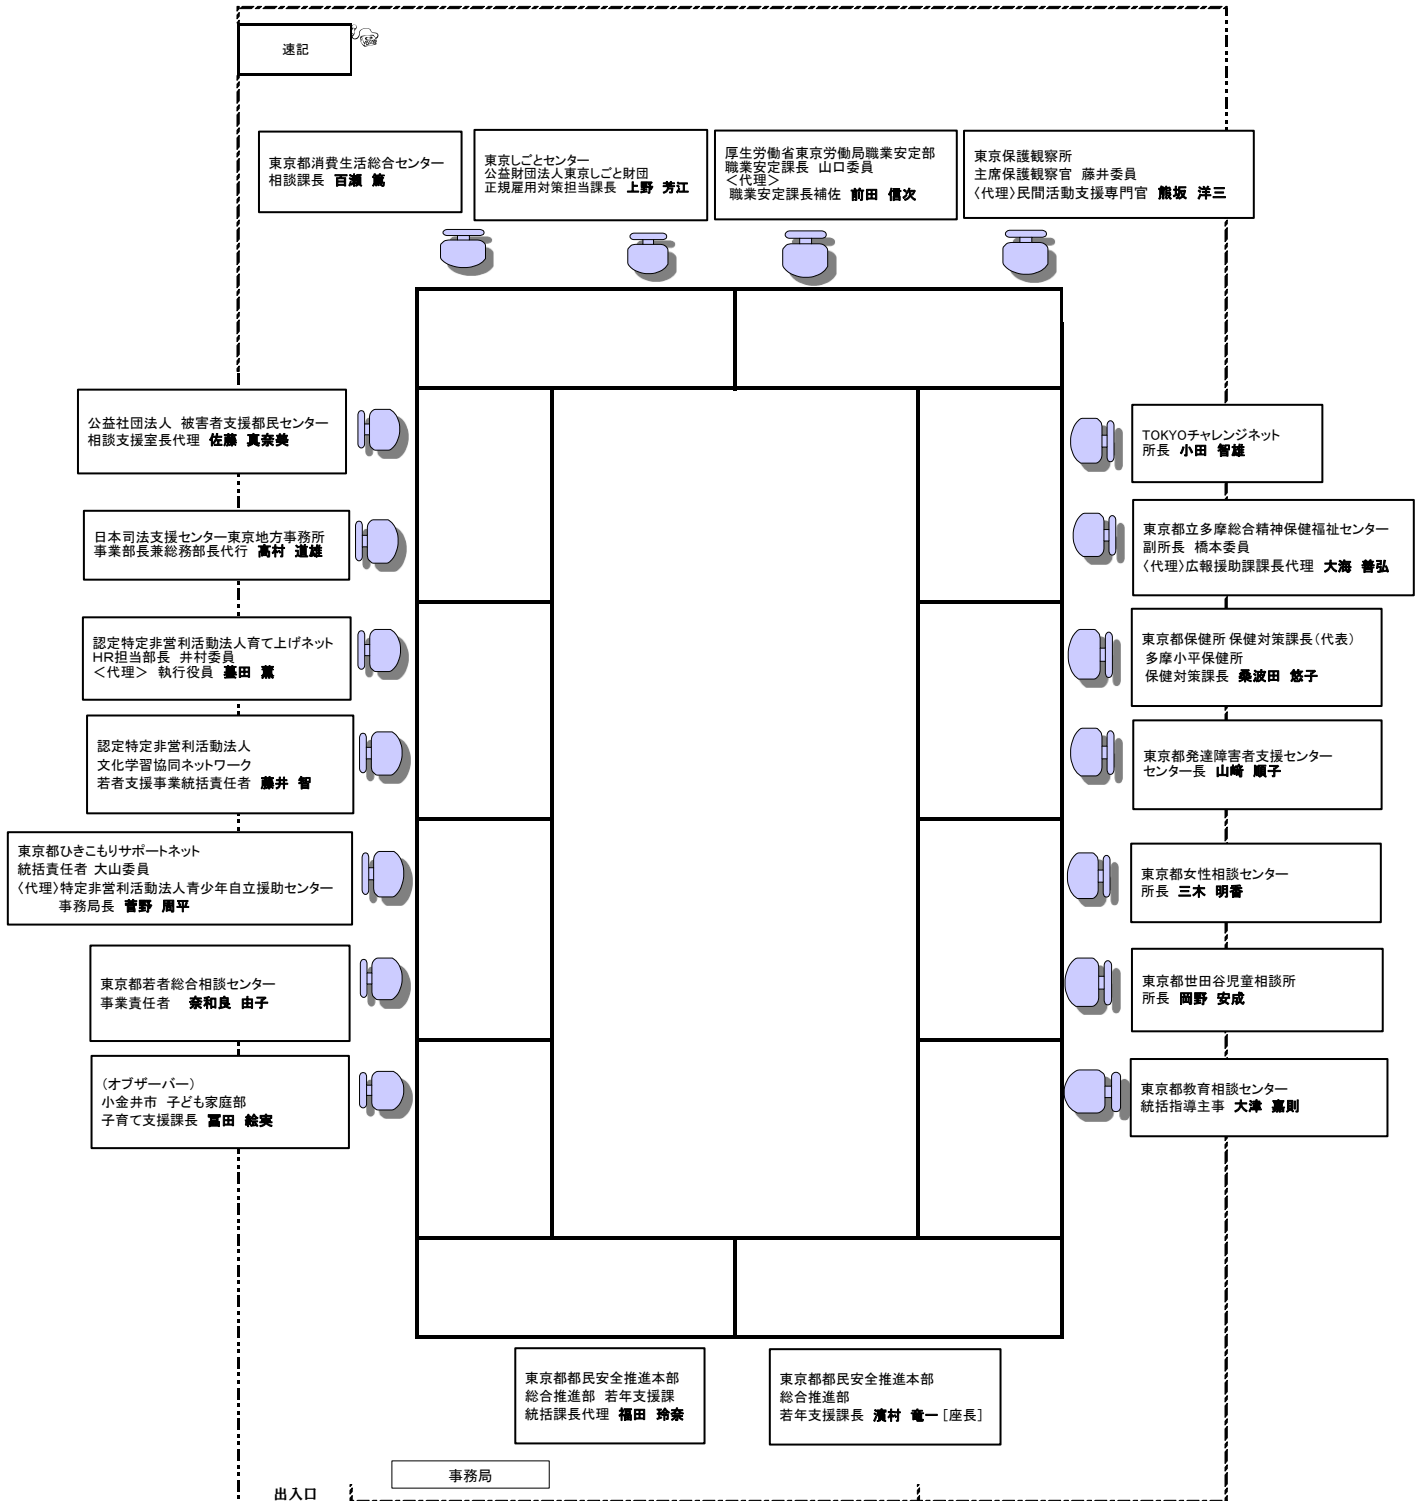 速記
東京都消費生活総合センター
相談課長 百瀬 篤
東京しごとセンター
公益財団法人東京しごと財団
正規雇用対策担当課長 上野 芳江
厚生労働省東京労働局職業安定部
職業安定課長 山口委員
＜代理＞
職業安定課長補佐 前田 信次
東京保護観察所
主席保護観察官 藤井委員
〈代理〉民間活動支援専門官 熊坂 洋三
公益社団法人 被害者支援都民センター
相談支援室長代理 佐藤 真奈美
日本司法支援センター東京地方事務所
事業部長兼総務部長代行 高村 道雄
認定特定非営利活動法人育て上げネット
HR担当部長 井村委員
＜代理＞ 執行役員 蟇田 薫
認定特定非営利活動法人
文化学習協同ネットワーク
若者支援事業統括責任者 藤井 智
東京都ひきこもりサポートネット
統括責任者 大山委員
〈代理〉特定非営利活動法人青少年自立援助センター
事務局長 菅野 周平
東京都若者総合相談センター
事業責任者 奈和良 由子
（オブザーバー）
小金井市 子ども家庭部
子育て支援課長 冨田 絵実
TOKYOチャレンジネット
所長 小田 智雄
東京都立多摩総合精神保健福祉センター
副所長 橋本委員
〈代理〉広報援助課課長代理 大海 善弘
東京都保健所 保健対策課長（代表）
多摩小平保健所
保健対策課長 桑波田 悠子
東京都発達障害者支援センター
センター長 山﨑 順子
東京都女性相談センター
所長 三木 明香
東京都世田谷児童相談所
所長 岡野 安成
東京都教育相談センター
統括指導主事 大津 嘉則
東京都都民安全推進本部
総合推進部 若年支援課
統括課長代理 福田 玲奈
東京都都民安全推進本部
総合推進部
若年支援課長 濱村 竜一［座長］
事務局
出入口